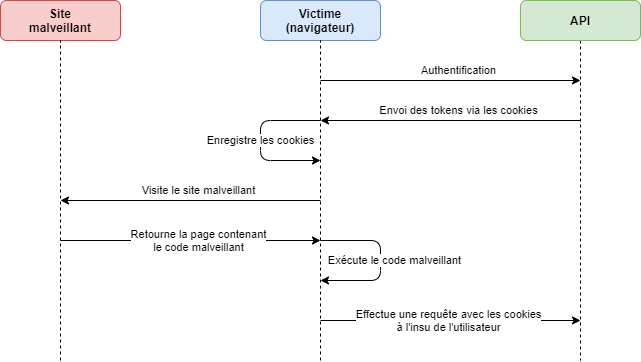 Site
malveillant
Victime
(navigateur)
API
Authentification
Envoi des tokens via les cookies
Enregistre les cookies
Visite le site malveillant
Retourne la page contenant
le code malveillant
Exécute le code malveillant
Effectue une requête avec les cookies
à l'insu de l'utilisateur